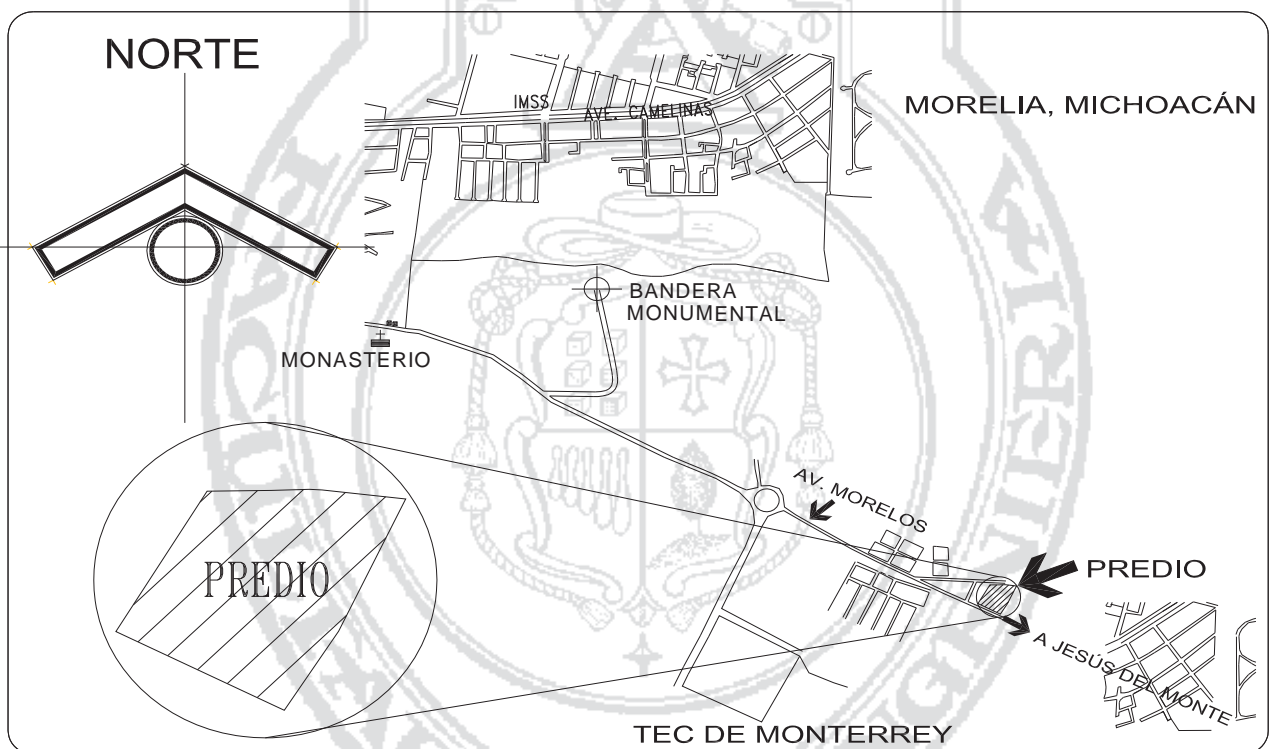 NORTE
MORELIA, MICHOACÁN
IMSS
AVE. CAMELINAS
BANDERA
MONUMENTAL
MONASTERIO
AV. MORELOS
PREDIO
PREDIO
A JESÚS DEL MONTE
TEC DE MONTERREY